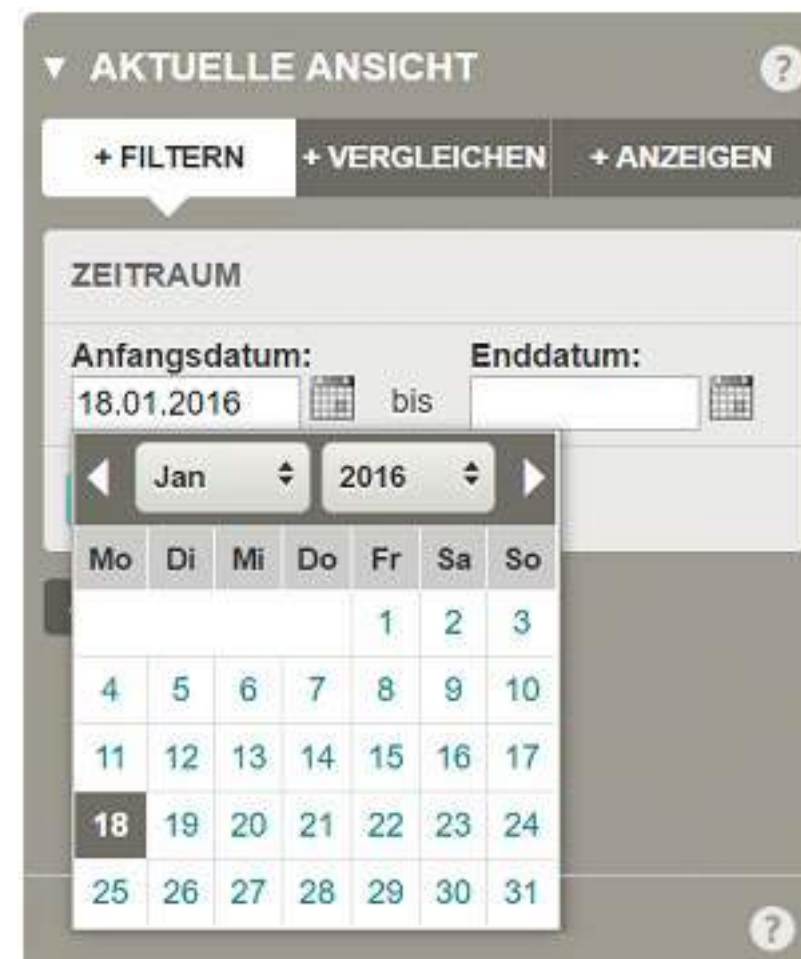 ▼ AKTUELLE ANSICHT ?
+ FILTERN + VERGLEICHEN + ANZEIGEN
ZEITRAUM
Anfangsdatum: Enddatum:
18.01.2016 bis
Jan 2016
Mo Di Mi Do Fr Sa So
1 2 3
4 5 6 7 8 9 10
11 12 13 14 15 16 17
18 19 20 21 22 23 24
25 26 27 28 29 30 31
?